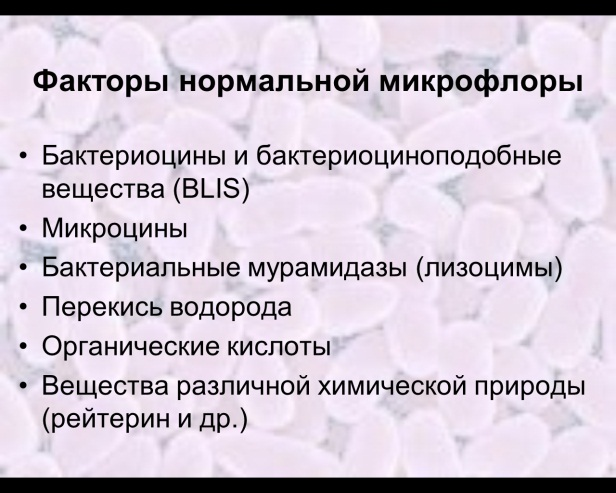 Факторы нормальной микрофлоры
• Бактериоцины и бактериоциноподобные
вещества (BLIS)
• Микроцины
• Бактериальные мурамидазы (лизоцимы)
• Перекись водорода
• Органические кислоты
• Вещества различной химической природы
(рейтерин и др.)